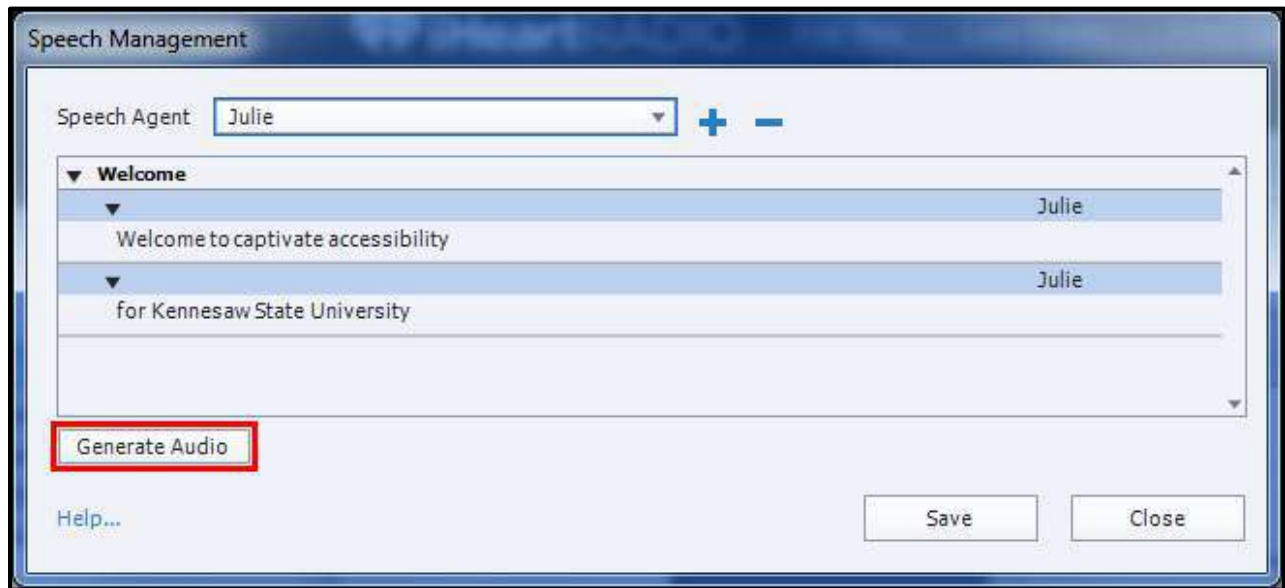 Speech Management
iHeartRADIO
Speech Agent Julie
Welcome
Julie
Welcome to captivate accessibility
Julie
for Kennesaw State University
Generate Audio
Help...
Save Close